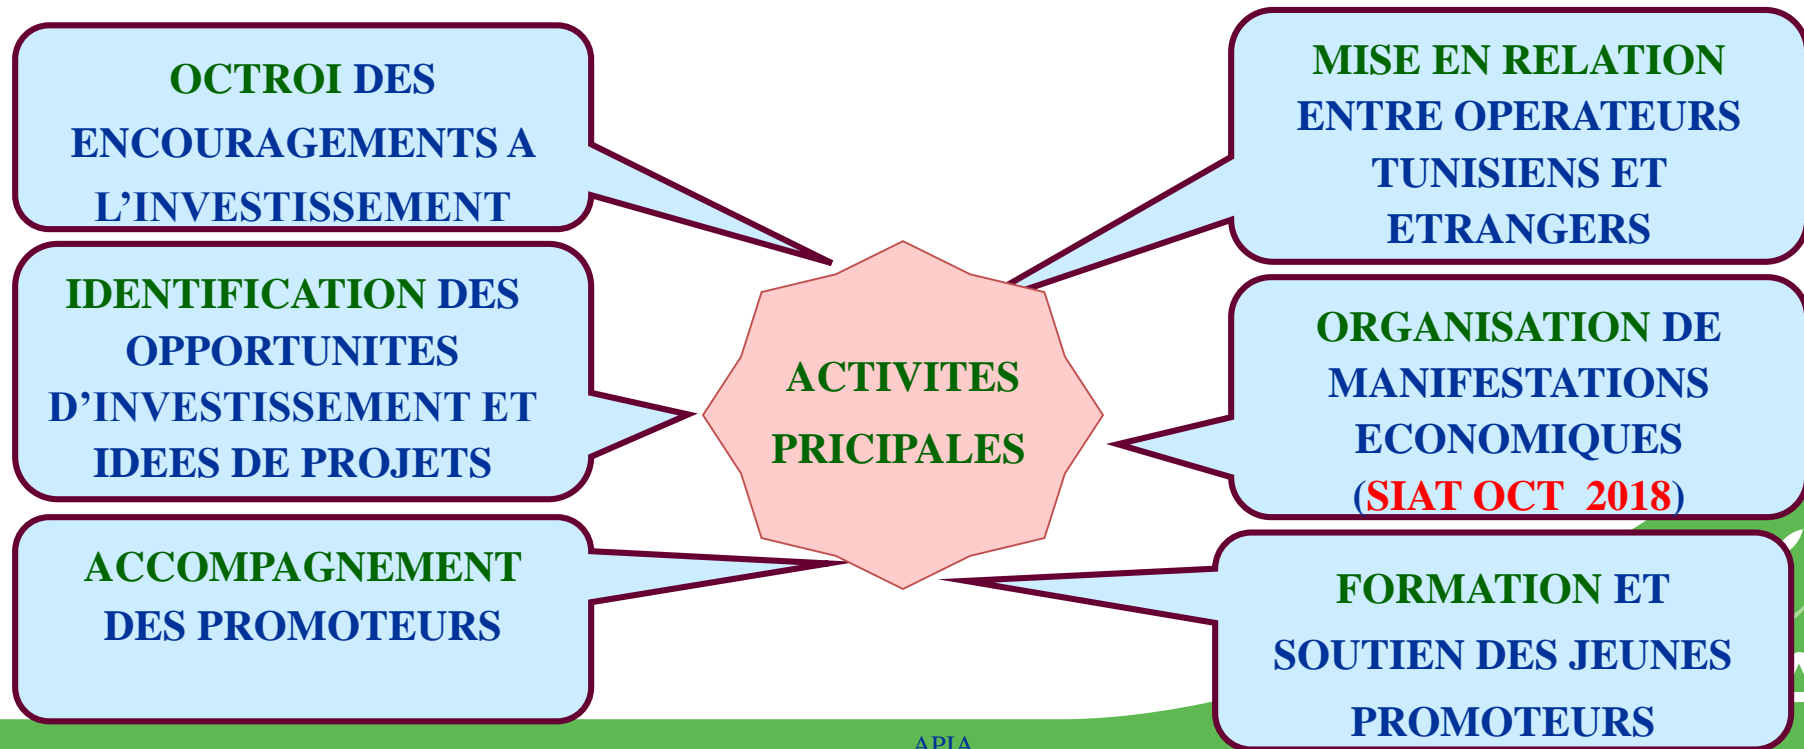 OCTROI DES
ENCOURAGEMENTS A
L’INVESTISSEMENT
IDENTIFICATION DES
OPPORTUNITES
D’INVESTISSEMENT ET
IDEES DE PROJETS
ACCOMPAGNEMENT
DES PROMOTEURS
ACTIVITES
PRICIPALES
MISE EN RELATION
ENTRE OPERATEURS
TUNISIENS ET
ETRANGERS
ORGANISATION DE
MANIFESTATIONS
ECONOMIQUES
(SIAT OCT 2018)
FORMATION ET
SOUTIEN DES JEUNES
PROMOTEURS
APIA